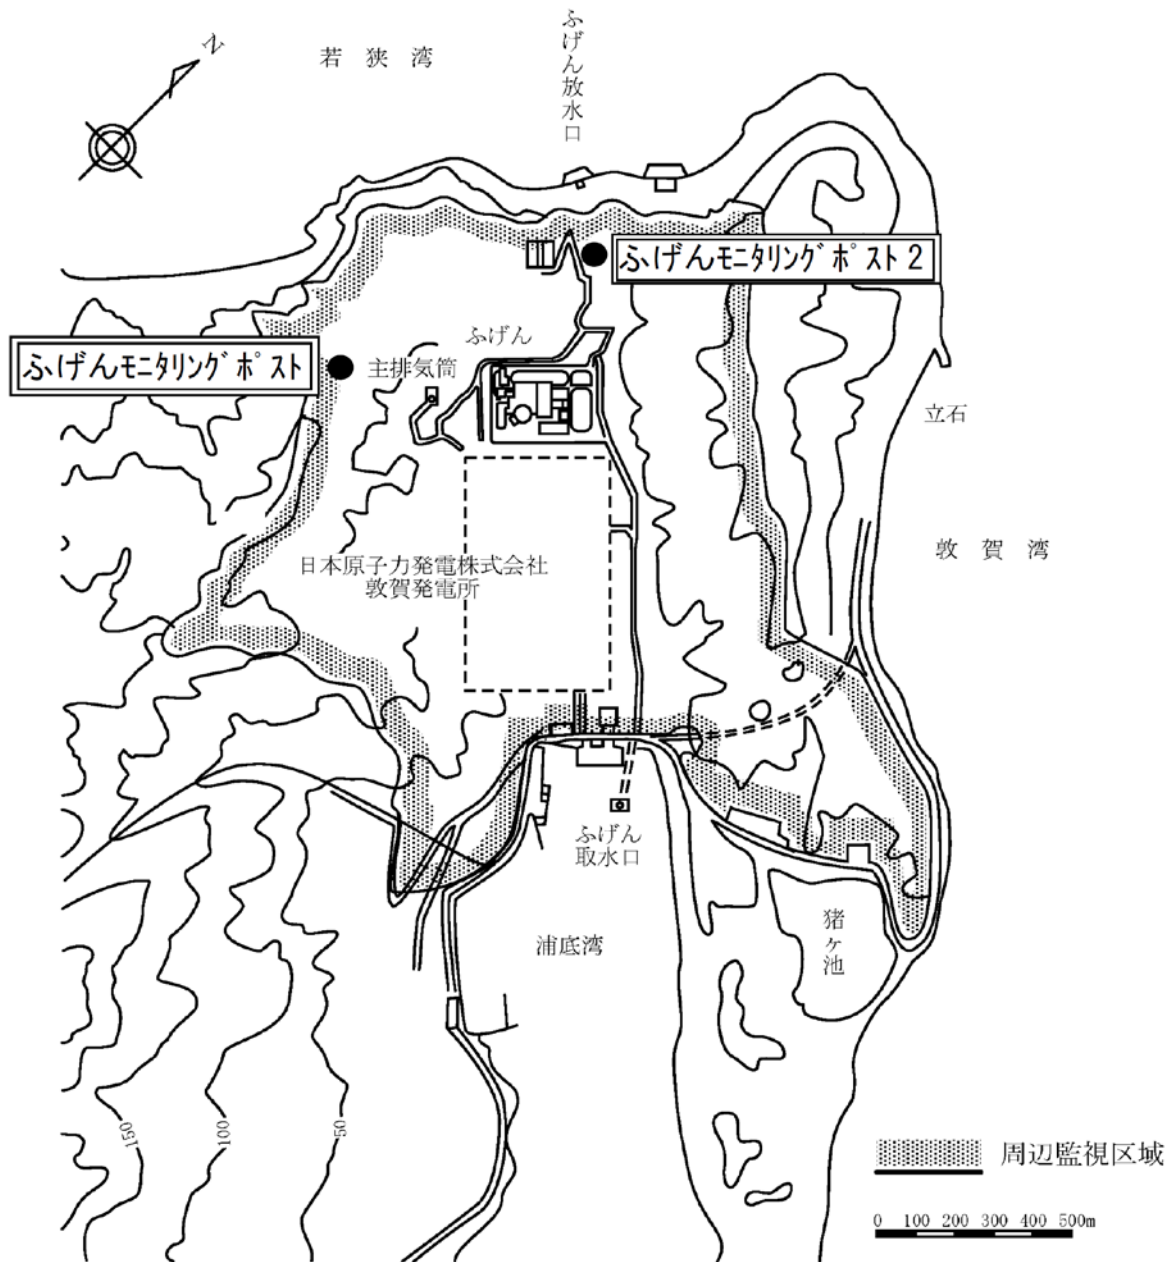 N
若狭湾
ふげん放水口
ふげんモニタリングポスト2
ふげんモニタリングポスト
ふげん
主排気筒
立石
日本原子力発電株式会社
敦賀発電所
敦賀湾
ふげん
取水口
浦底湾
猪ヶ池
150
100
50
周辺監視区域
0 100 200 300 400 500m